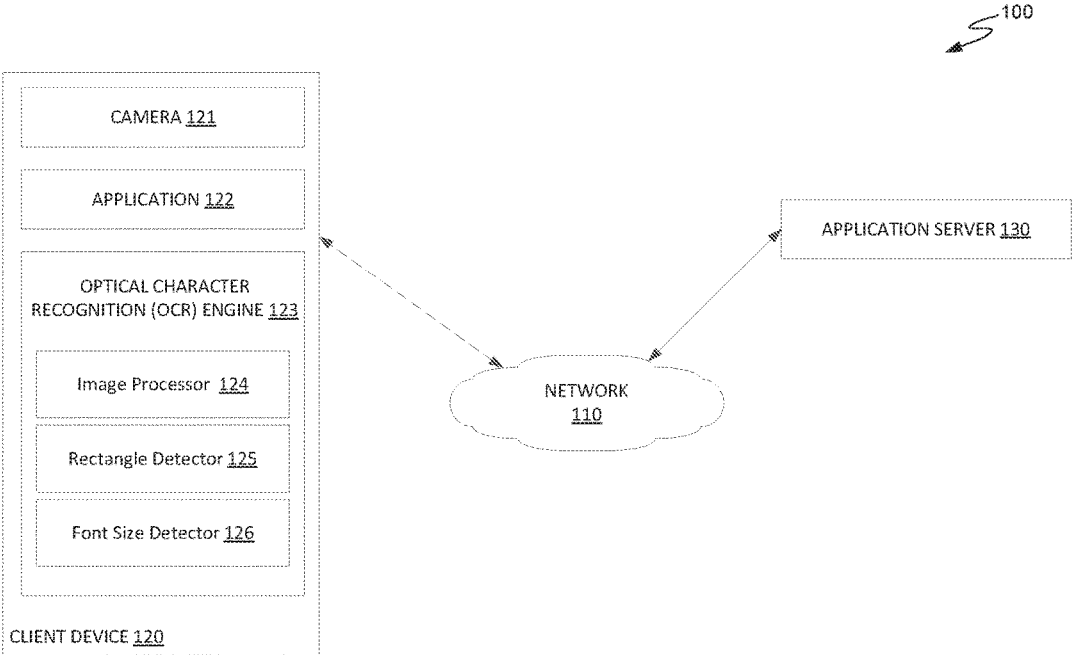 100
CAMERA 121
APPLICATION 122
APPLICATION SERVER 130
OPTICAL CHARACTER
RECOGNITION (OCR) ENGINE 123
Image Processor 124
NETWORK
110
Rectangle Detector 125
Font Size Detector 126
CLIENT DEVICE 120